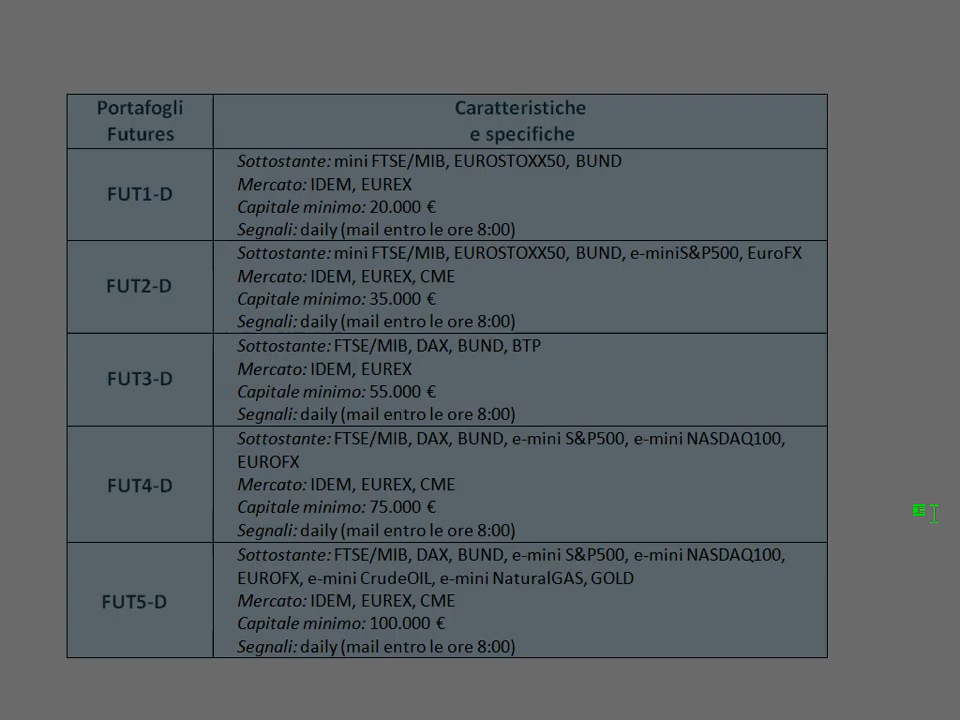 Portafogli
Futures
Caratteristiche
e specifiche
FUT1-D
Sottostante: mini FTSE/MIB, EUROSTOXX50, BUND
Mercato: IDEM, EUREX
Capitale minimo: 20.000 €
Segnali: daily (mail entro le ore 8:00)
FUT2-D
Sottostante: mini FTSE/MIB, EUROSTOXX50, BUND, e-miniS&P500, EuroFX
Mercato: IDEM, EUREX, CME
Capitale minimo: 35.000 €
Segnali: daily (mail entro le ore 8:00)
FUT3-D
Sottostante: FTSE/MIB, DAX, BUND, BTP
Mercato: IDEM, EUREX
Capitale minimo: 55.000 €
Segnali: daily (mail entro le ore 8:00)
FUT4-D
Sottostante: FTSE/MIB, DAX, BUND, e-mini S&P500, e-mini NASDAQ100,
EUROFX
Mercato: IDEM, EUREX, CME
Capitale minimo: 75.000 €
Segnali: daily (mail entro le ore 8:00)
FUT5-D
Sottostante: FTSE/MIB, DAX, BUND, e-mini S&P500, e-mini NASDAQ100,
EUROFX, e-mini CrudeOIL, e-mini NaturalGAS, GOLD
Mercato: IDEM, EUREX, CME
Capitale minimo: 100.000 €
Segnali: daily (mail entro le ore 8:00)